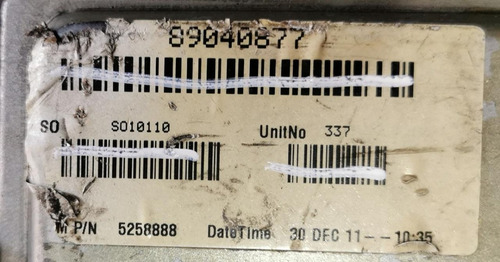 89040877
SO SO10110 UnitNo 337
M P/N 5258888 DateTime 30 DEC 11-- 10:35